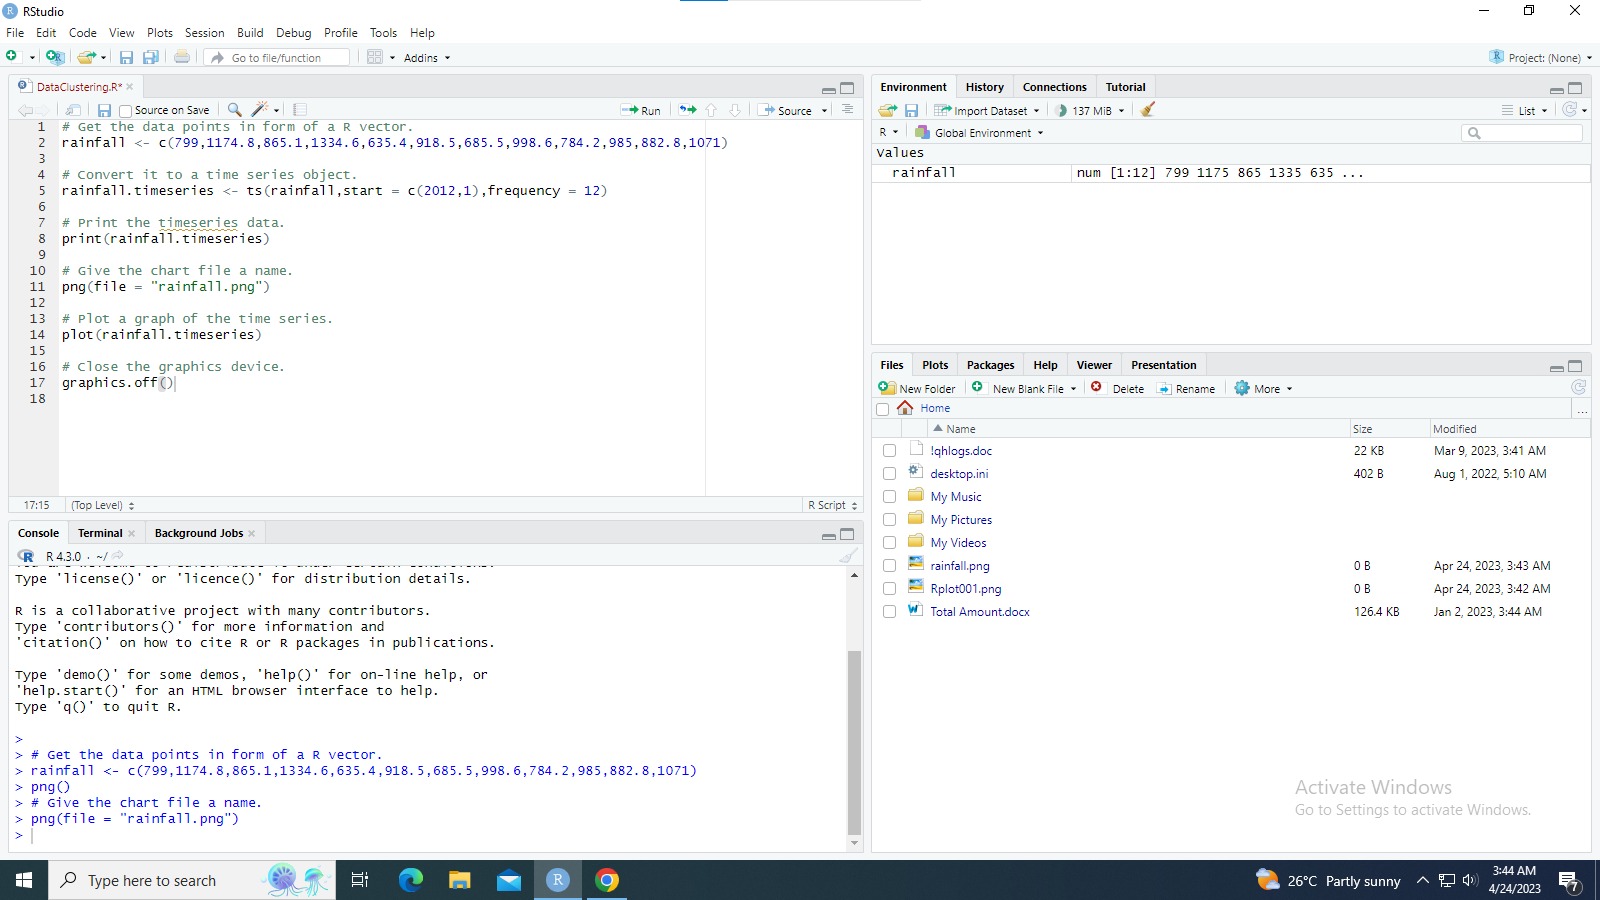 RStudio
File Edit Code View Plots Session Build Debug Profile Tools Help
Go to file/function Addins Project: (None)
DataClustering.R*
Source on Save Run Source
1 # Get the data points in form of a R vector.
2 rainfall <- c(799,1174.8,865.1,1334.6,635.4,918.5,685.5,998.6,784.2,985,882.8,1071)
3
4 # Convert it to a time series object.
5 rainfall.timeseries <- ts(rainfall,start = c(2012,1),frequency = 12)
6
7 # Print the timeseries data.
8 print(rainfall.timeseries)
9
10 # Give the chart file a name.
11 png(file = "rainfall.png")
12
13 # Plot a graph of the time series.
14 plot(rainfall.timeseries)
15
16 # Close the graphics device.
17 graphics.off()
18
17:15 (Top Level) R Script
Console Terminal Background Jobs
R 4.3.0 · ~/
Type 'license()' or 'licence()' for distribution details.
R is a collaborative project with many contributors.
Type 'contributors()' for more information and
'citation()' on how to cite R or R packages in publications.
Type 'demo()' for some demos, 'help()' for on-line help, or
'help.start()' for an HTML browser interface to help.
Type 'q()' to quit R.
>
> # Get the data points in form of a R vector.
> rainfall <- c(799,1174.8,865.1,1334.6,635.4,918.5,685.5,998.6,784.2,985,882.8,1071)
> png()
> # Give the chart file a name.
> png(file = "rainfall.png")
>
Environment History Connections Tutorial
Import Dataset 137 MiB List
R Global Environment
Values
rainfall num [1:12] 799 1175 865 1335 635 ...
Files Plots Packages Help Viewer Presentation
New Folder New Blank File Delete Rename More
Home ...
Name Size Modified
!qhlogs.doc 22 KB Mar 9, 2023, 3:41 AM
desktop.ini 402 B Aug 1, 2022, 5:10 AM
My Music
My Pictures
My Videos
rainfall.png 0 B Apr 24, 2023, 3:43 AM
Rplot001.png 0 B Apr 24, 2023, 3:42 AM
Total Amount.docx 126.4 KB Jan 2, 2023, 3:44 AM
Activate Windows
Go to Settings to activate Windows.
Type here to search
26°C Partly sunny
3:44 AM
4/24/2023
7